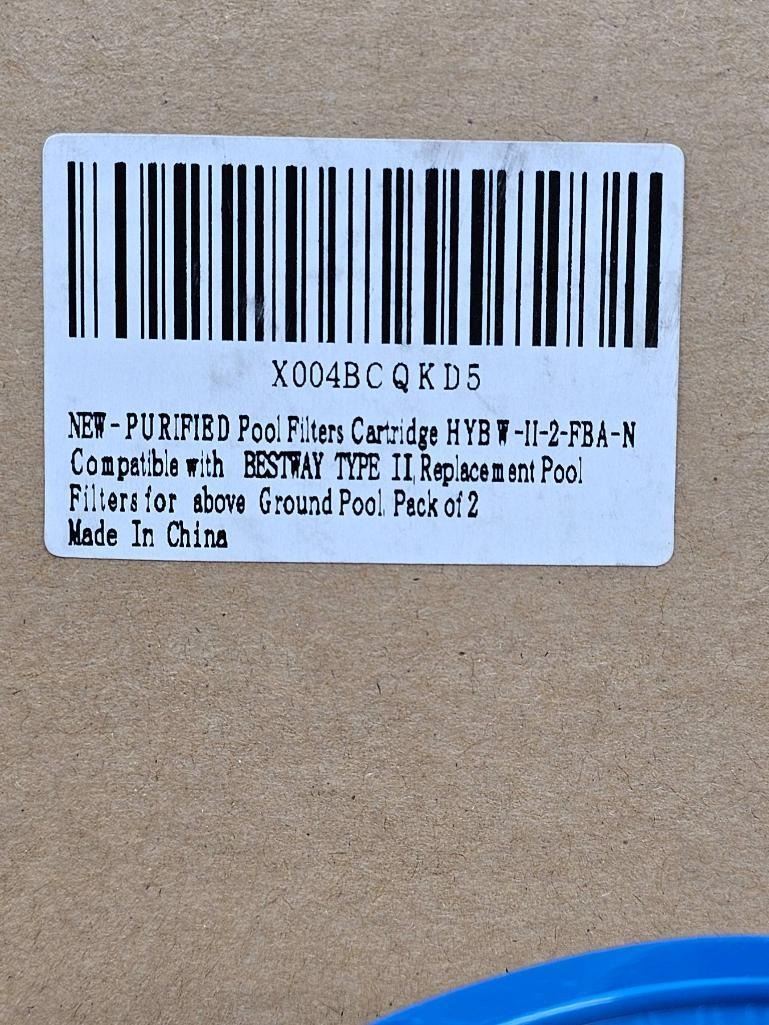 X004BCQKD5
NEW-PURIFIED Pool Filters Cartridge HYBW-II-2-FBA-N
Compatible with BESTWAY TYPE II, Replacement Pool
Filters for above Ground Pool, Pack of 2
Made In China